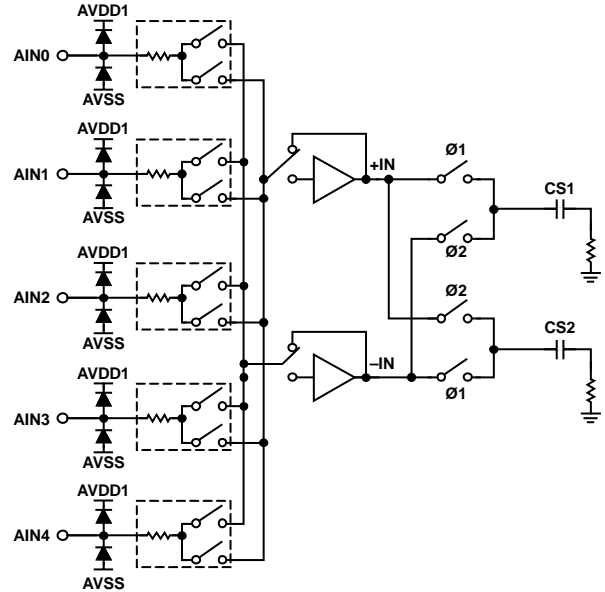 AVDD1
AIN0
AVSS
AVDD1
AIN1
AVSS
AVDD1
AIN2
AVSS
AVDD1
AIN3
AVSS
AVDD1
AIN4
AVSS
+IN
–IN
Ø1
Ø2
CS1
Ø2
Ø1
CS2